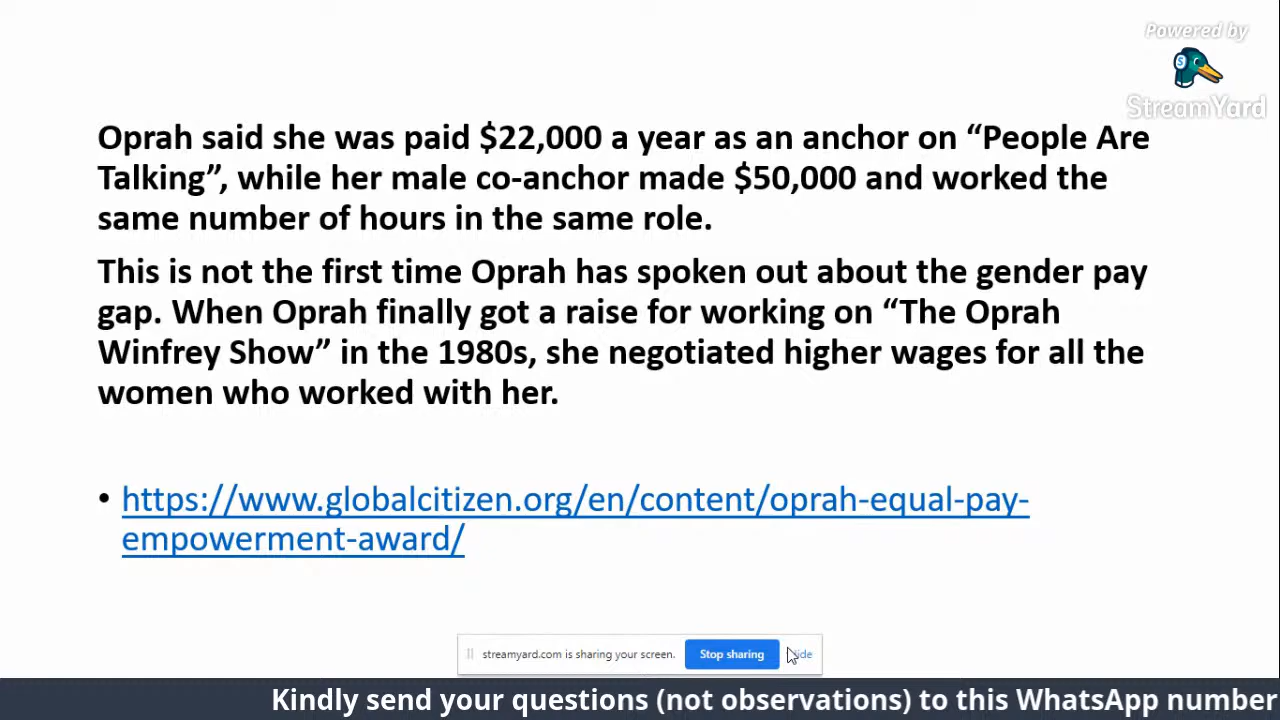 Powered by
StreamYard
Oprah said she was paid $22,000 a year as an anchor on “People Are
Talking”, while her male co-anchor made $50,000 and worked the
same number of hours in the same role.
This is not the first time Oprah has spoken out about the gender pay
gap. When Oprah finally got a raise for working on “The Oprah
Winfrey Show” in the 1980s, she negotiated higher wages for all the
women who worked with her.
• https://www.globalcitizen.org/en/content/oprah-equal-pay-
empowerment-award/
streamyard.com is sharing your screen. Stop sharing
Kindly send your questions (not observations) to this WhatsApp number